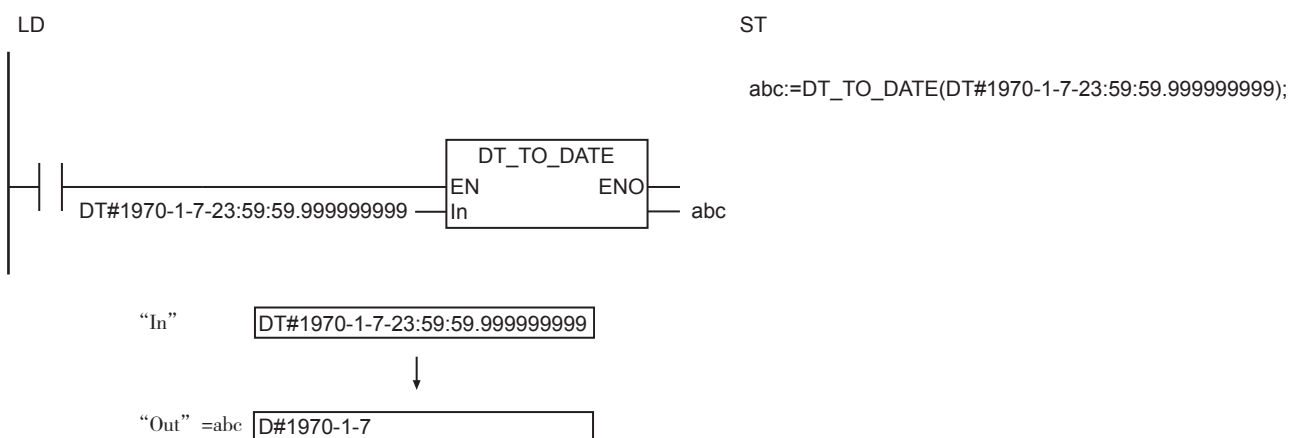 LD
ST
abc:=DT_TO_DATE(DT#1970-1-7-23:59:59.999999999);
DT_TO_DATE
EN ENO
DT#1970-1-7-23:59:59.999999999 In abc
“In” DT#1970-1-7-23:59:59.999999999
“Out” =abc D#1970-1-7